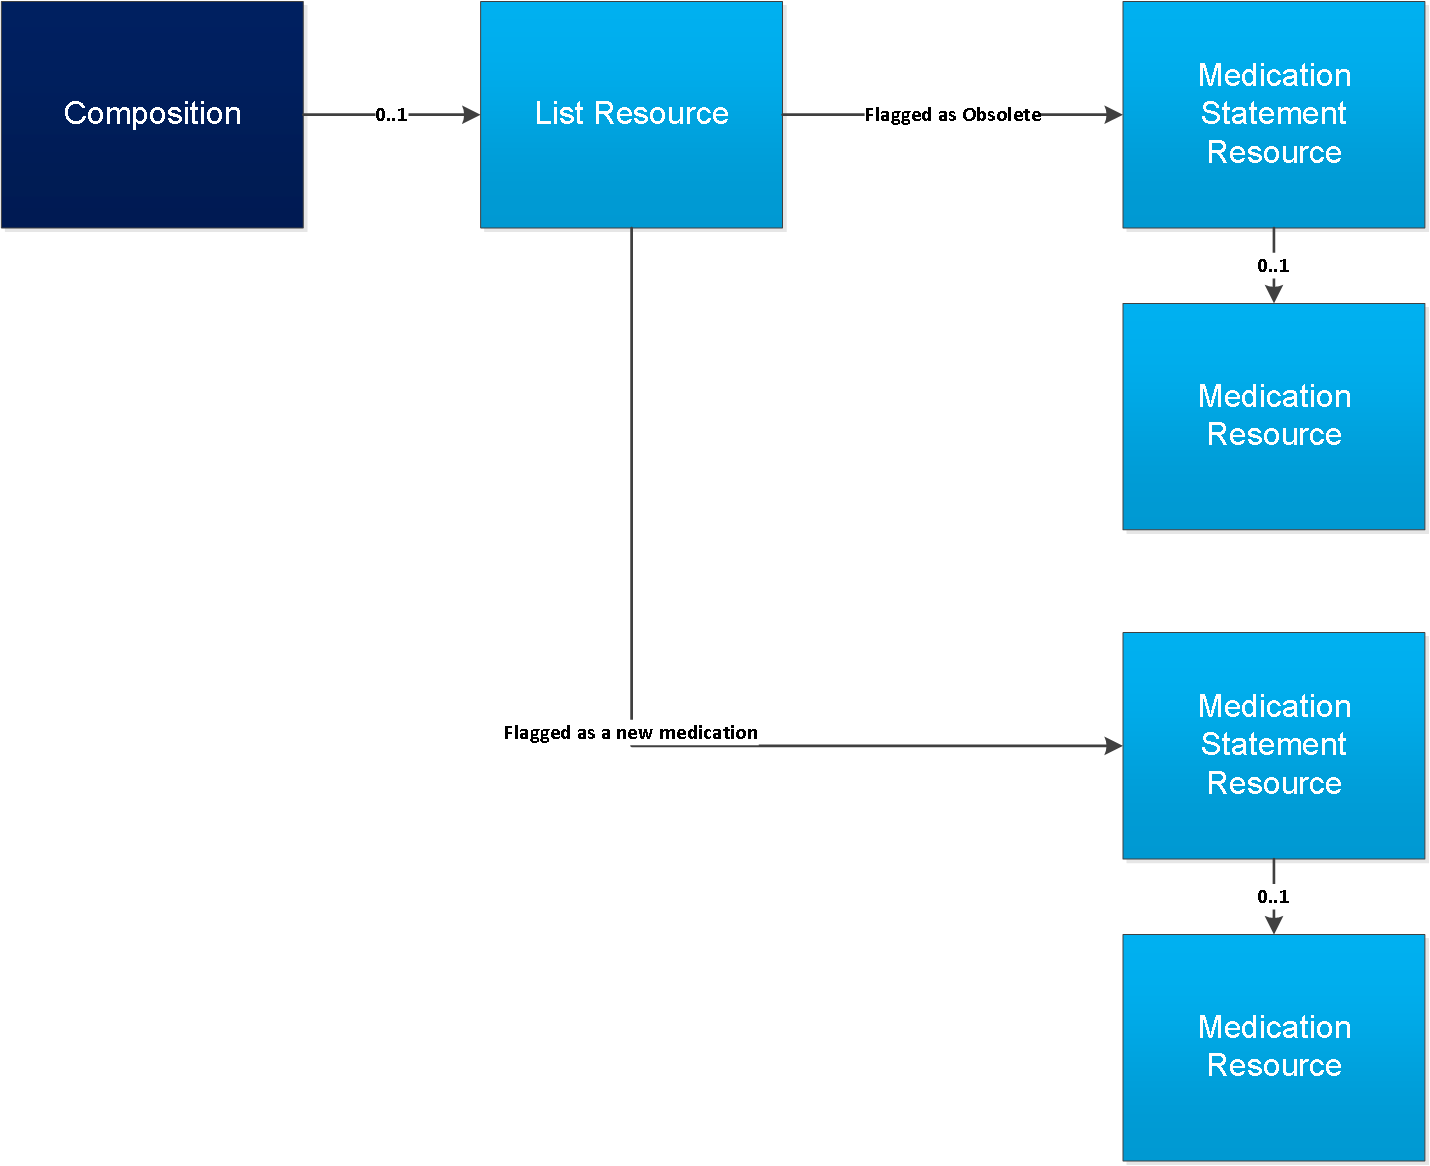 Composition
0..1
List Resource
Flagged as Obsolete
Medication
Statement
Resource
0..1
Medication
Resource
Flagged as a new medication
Medication
Statement
Resource
0..1
Medication
Resource